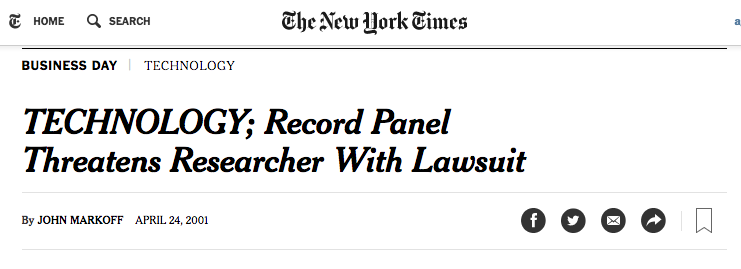 HOME SEARCH The New York Times a
BUSINESS DAY TECHNOLOGY
TECHNOLOGY; Record Panel
Threatens Researcher With Lawsuit
By JOHN MARKOFF APRIL 24, 2001